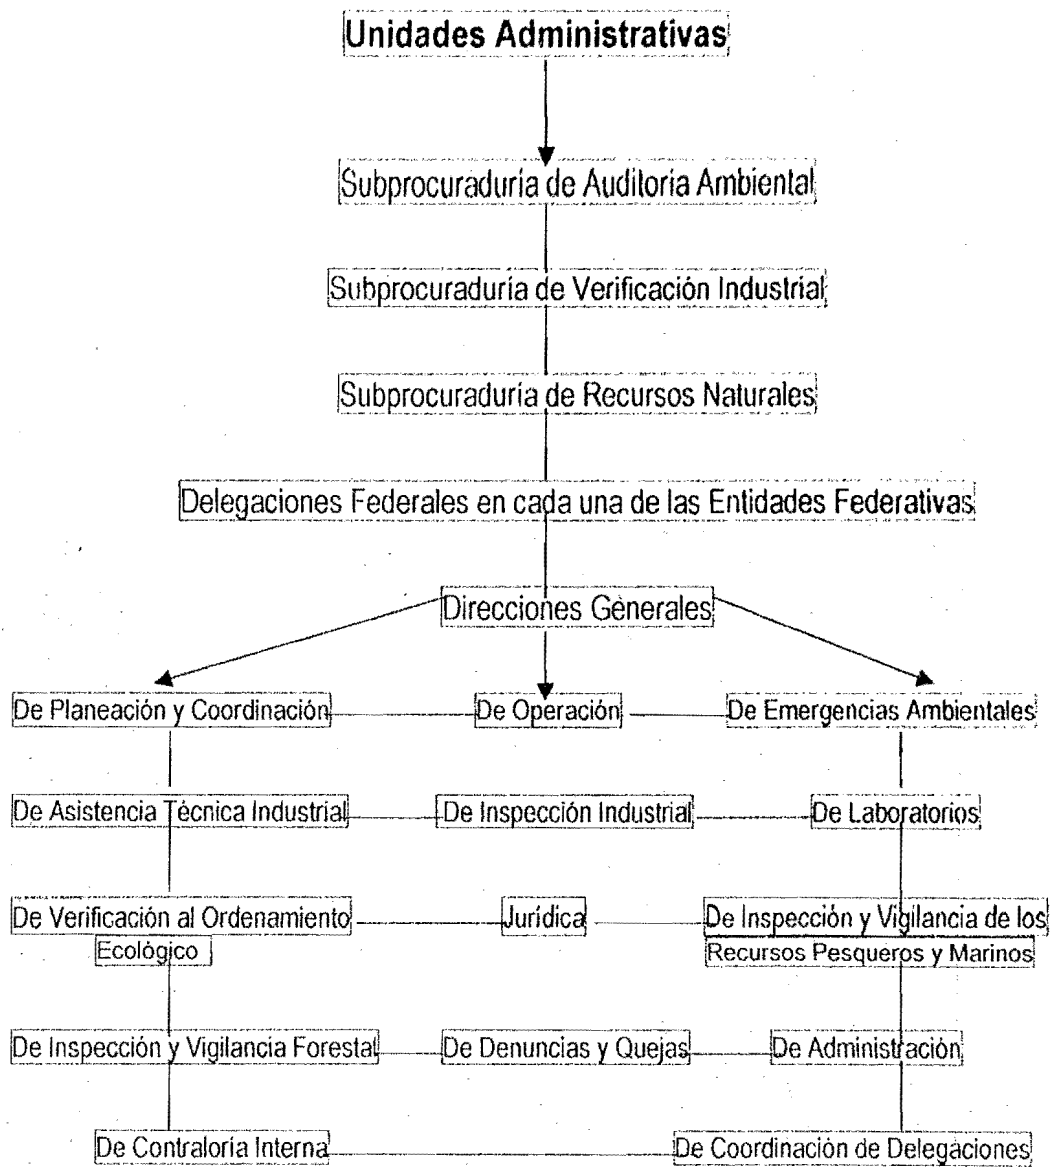 Unidades Administrativas
Subprocuraduría de Auditoría Ambiental
Subprocuraduría de Verificación Industrial
Subprocuraduría de Recursos Naturales
Delegaciones Federales en cada una de las Entidades Federativas
Direcciones Generales
De Planeación y Coordinación
De Operación
De Emergencias Ambientales
De Asistencia Técnica Industrial
De Inspección Industrial
De Laboratorios
De Verificación al Ordenamiento
Ecológico
Jurídica
De Inspección y Vigilancia de los
Recursos Pesqueros y Marinos
De Inspección y Vigilancia Forestal
De Denuncias y Quejas
De Administración
De Contraloría Interna
De Coordinación de Delegaciones